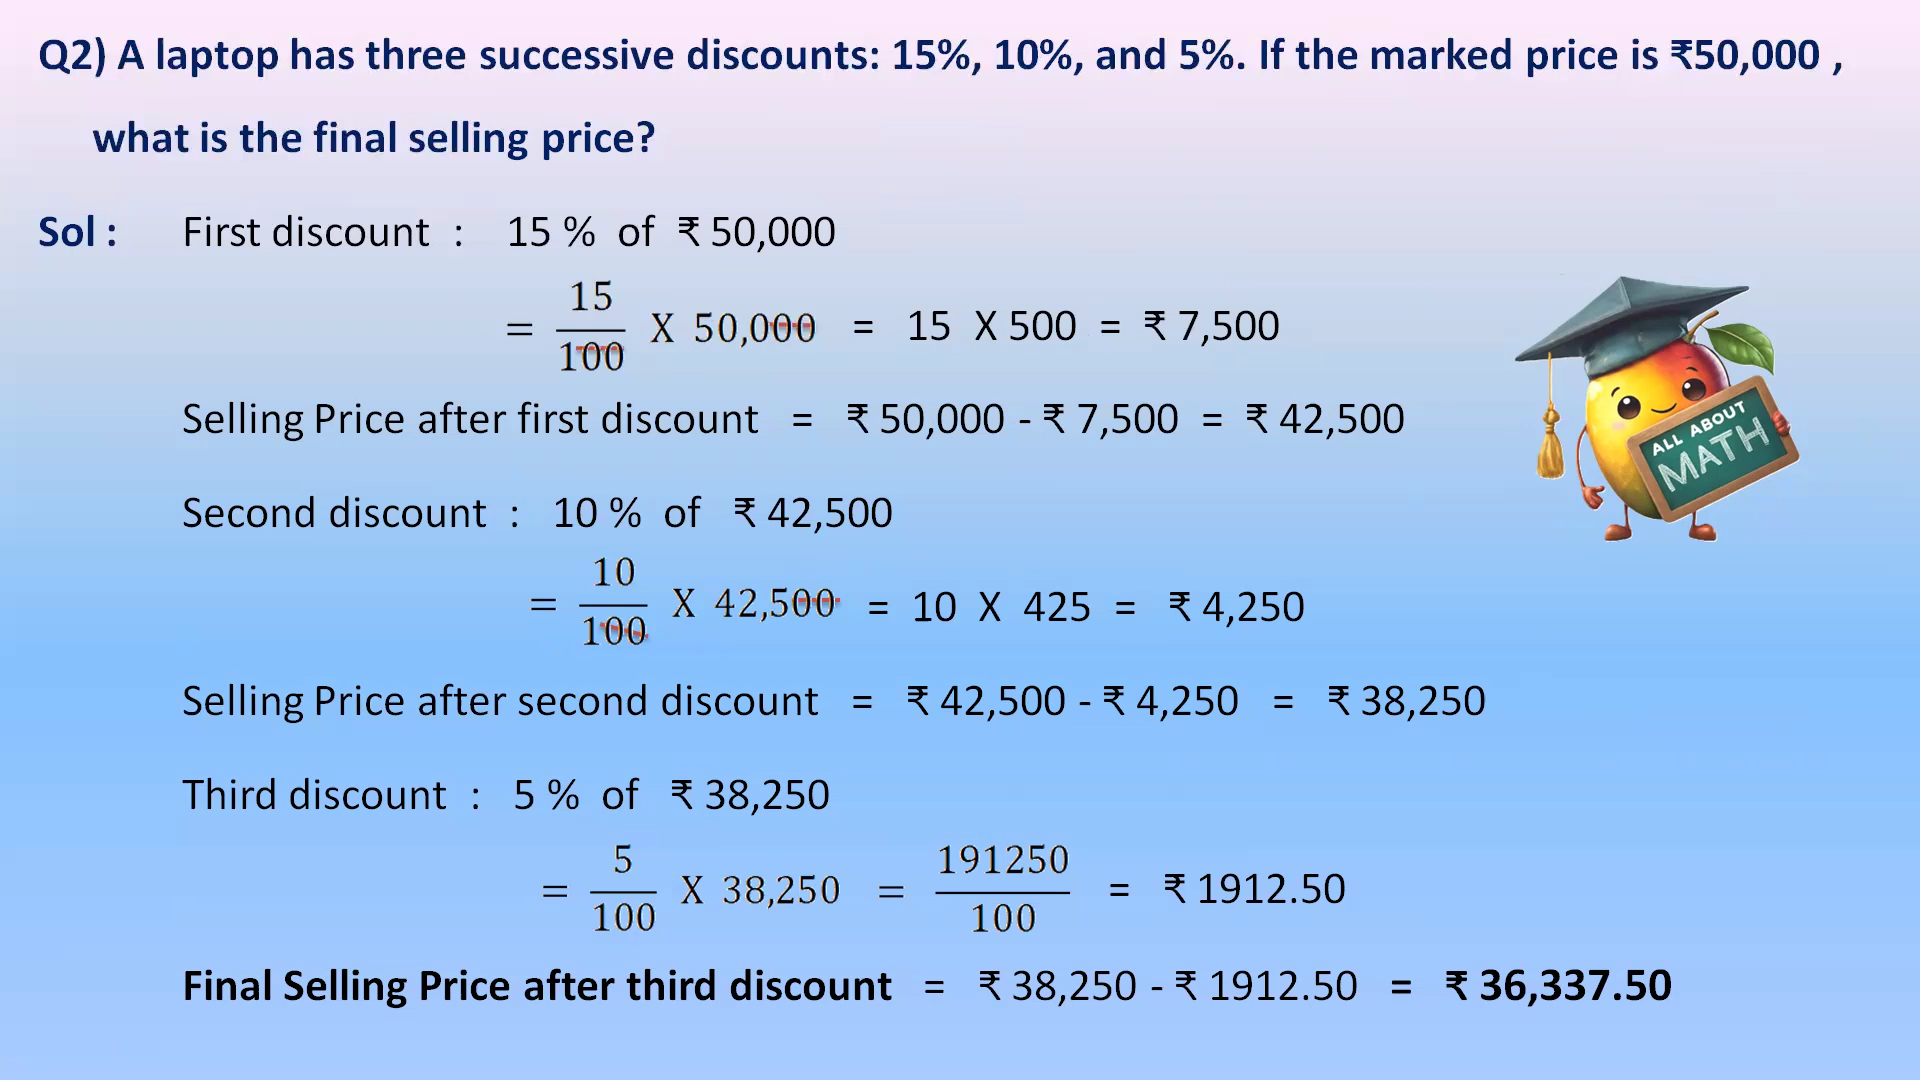 Q2) A laptop has three successive discounts: 15%, 10%, and 5%. If the marked price is ₹50,000 ,
what is the final selling price?
Sol : First discount : 15 % of ₹ 50,000
= 15/100 X 50,000 = 15 X 500 = ₹ 7,500
Selling Price after first discount = ₹ 50,000 - ₹ 7,500 = ₹ 42,500
ALL ABOUT
MATH
Second discount : 10 % of ₹ 42,500
= 10/100 X 42,500 = 10 X 425 = ₹ 4,250
Selling Price after second discount = ₹ 42,500 - ₹ 4,250 = ₹ 38,250
Third discount : 5 % of ₹ 38,250
= 5/100 X 38,250 = 191250/100 = ₹ 1912.50
Final Selling Price after third discount = ₹ 38,250 - ₹ 1912.50 = ₹ 36,337.50